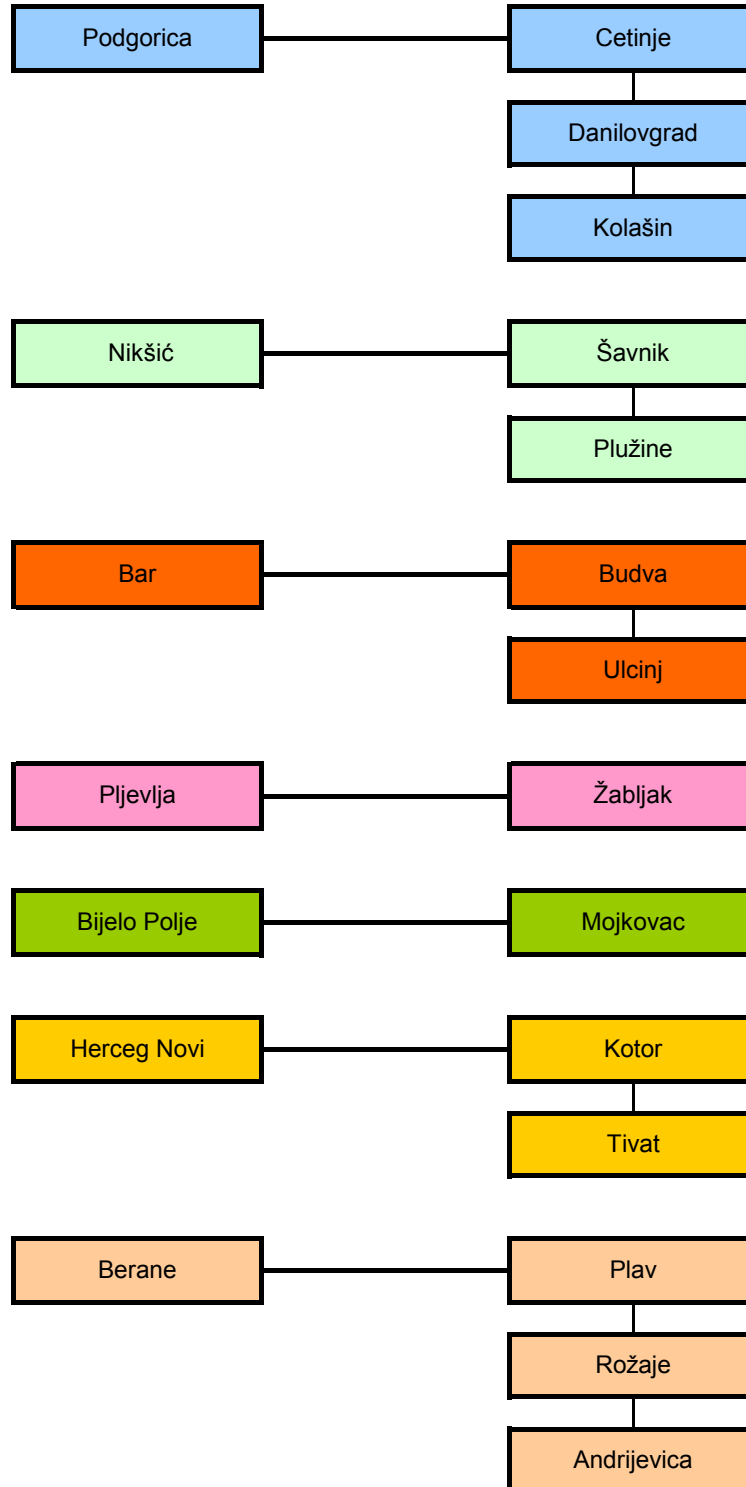 Podgorica
Cetinje
Danilovgrad
Kolašin
Nikšić
Šavnik
Plužine
Bar
Budva
Ulcinj
Pljevlja
Žabljak
Bijelo Polje
Mojkovac
Herceg Novi
Kotor
Tivat
Berane
Plav
Rožaje
Andrijevica